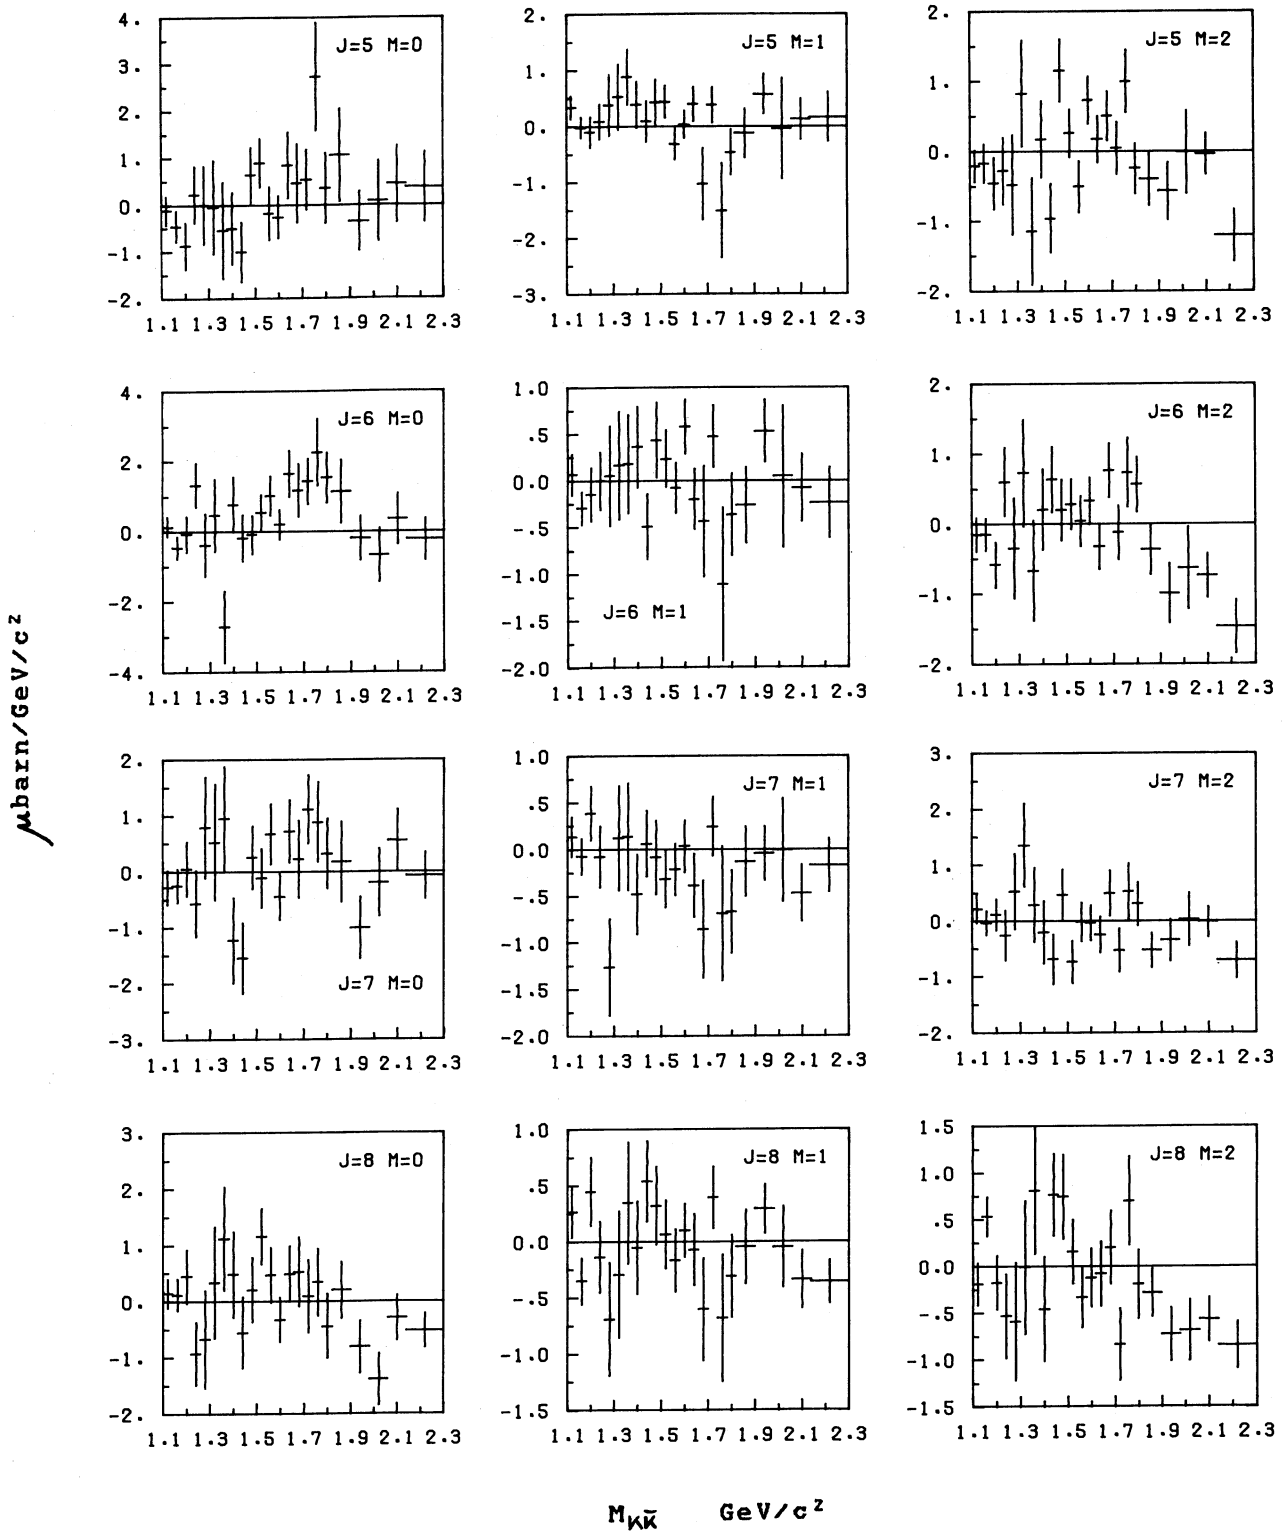 4. 3. 2. 1. 0. -1. -2.
J=5 M=0
1.1 1.3 1.5 1.7 1.9 2.1 2.3
2. 1. 0. -1. -2. -3.
J=5 M=1
1.1 1.3 1.5 1.7 1.9 2.1 2.3
2. 1. 0. -1. -2.
J=5 M=2
1.1 1.3 1.5 1.7 1.9 2.1 2.3
4. 2. 0. -2. -4.
J=6 M=0
1.1 1.3 1.5 1.7 1.9 2.1 2.3
1.0 .5 0.0 -.5 -1.0 -1.5 -2.0
J=6 M=1
1.1 1.3 1.5 1.7 1.9 2.1 2.3
2. 1. 0. -1. -2.
J=6 M=2
1.1 1.3 1.5 1.7 1.9 2.1 2.3
μbarn/GeV/c²
2. 1. 0. -1. -2. -3.
J=7 M=0
1.1 1.3 1.5 1.7 1.9 2.1 2.3
1.0 .5 0.0 -.5 -1.0 -1.5 -2.0
J=7 M=1
1.1 1.3 1.5 1.7 1.9 2.1 2.3
3. 2. 1. 0. -1. -2.
J=7 M=2
1.1 1.3 1.5 1.7 1.9 2.1 2.3
3. 2. 1. 0. -1. -2.
J=8 M=0
1.1 1.3 1.5 1.7 1.9 2.1 2.3
1.0 .5 0.0 -.5 -1.0 -1.5
J=8 M=1
1.1 1.3 1.5 1.7 1.9 2.1 2.3
1.5 1.0 .5 0.0 -.5 -1.0 -1.5
J=8 M=2
1.1 1.3 1.5 1.7 1.9 2.1 2.3
M_KK̄ GeV/c²